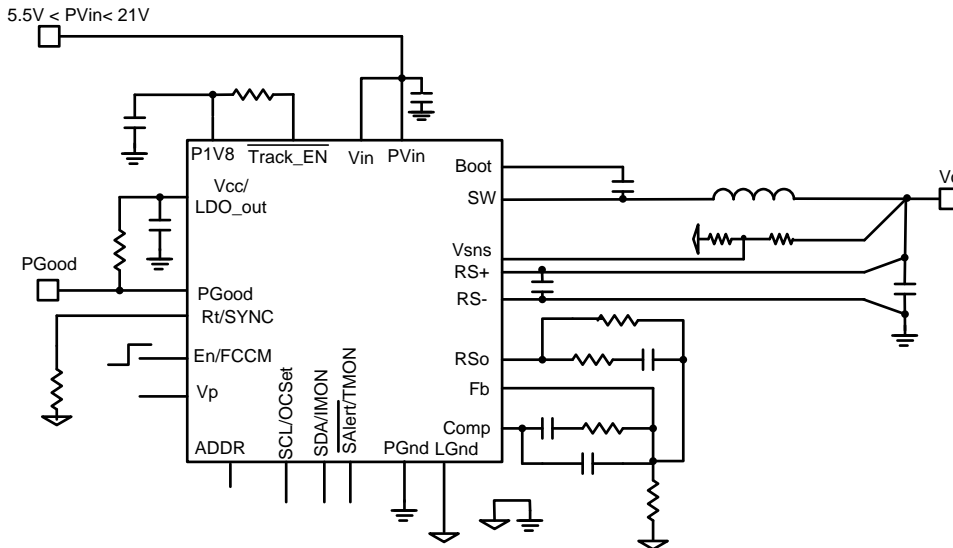 5.5V < PVin< 21V
P1V8
Track_EN
Vin
PVin
Boot
Vcc/
LDO_out
SW
Vsns
PGood
RS+
PGood
RS-
Rt/SYNC
En/FCCM
RSo
Vp
Fb
Comp
ADDR
SCL/OCSet
SDA/IMON
SAlert/TMON
PGnd
LGnd